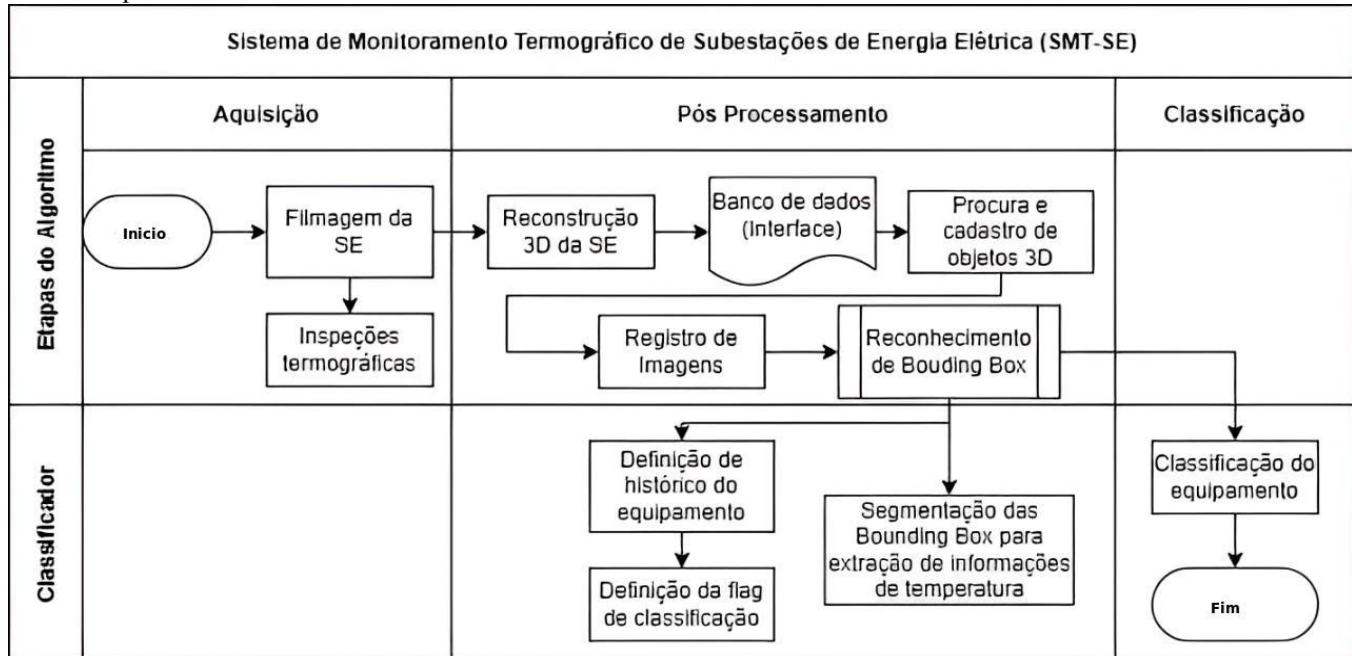 Sistema de Monitoramento Termográfico de Subestações de Energia Elétrica (SMT-SE)
Aquisição
Pós Processamento
Classificação
Etapas do Algoritmo
Inicio
Filmagem da
SE
Reconstrução
3D da SE
Banco de dados
(Interface)
Procura e
cadastro de
objetos 3D
Inspeções
termográficas
Registro de
Imagens
Reconhecimento
de Bouding Box
Classificador
Definição de
histórico do
equipamento
Segmentação das
Bounding Box para
extração de informações
de temperatura
Classificação do
equipamento
Definição da flag
de classificação
Fim